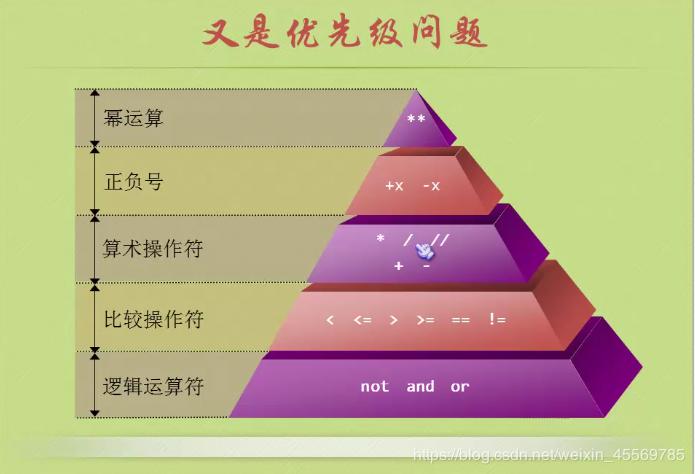 又是优先级问题
幂运算
**
正负号
+x -x
算术操作符
* / //
+ -
比较操作符
< <= > >= == !=
逻辑运算符
not and or
https://blog.csdn.net/weixin_45569785